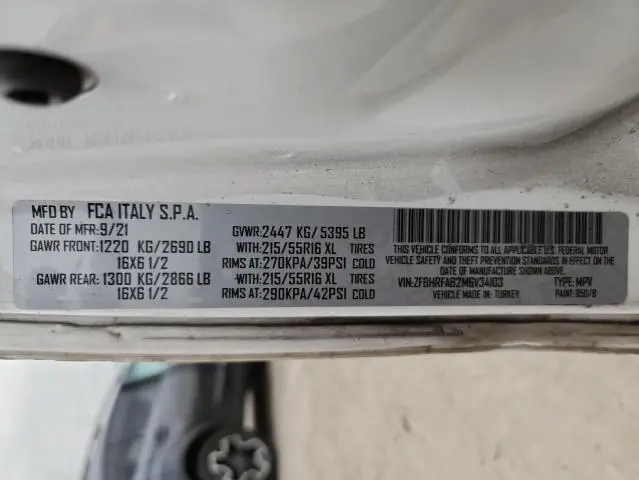 MFD BY FCA ITALY S.P.A.
DATE OF MFR: 9/21 GVWR: 2447 KG/ 5395 LB
GAWR FRONT: 1220 KG/2690 LB WITH: 215/55R16 XL TIRES
16X6 1/2 RIMS AT: 270KPA/39PSI COLD
GAWR REAR: 1300 KG/2866 LB WITH: 215/55R16 XL TIRES
16X6 1/2 RIMS AT: 290KPA/42PSI COLD
THIS VEHICLE CONFORMS TO ALL APPLICABLE U.S. FEDERAL MOTOR
VEHICLE SAFETY AND THEFT PREVENTION STANDARDS IN EFFECT ON THE
DATE OF MANUFACTURE SHOWN ABOVE.
VIN: ZFBHRFAB2M6V34103 TYPE: MPV
VEHICLE MADE IN: TURKEY PAINT: 950/B